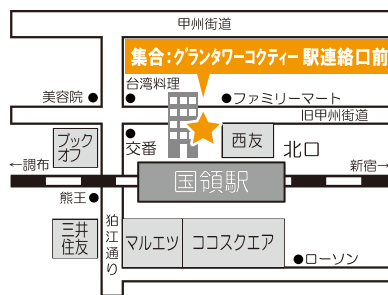 甲州街道
集合：グランタワーコクティー 駅連絡口前
台湾料理
美容院
ファミリーマート
旧甲州街道
ブック
オフ
交番
西友
北口
←調布
新宿→
国領駅
熊王
狛江通り
三井
住友
マルエツ
ココスクエア
ローソン